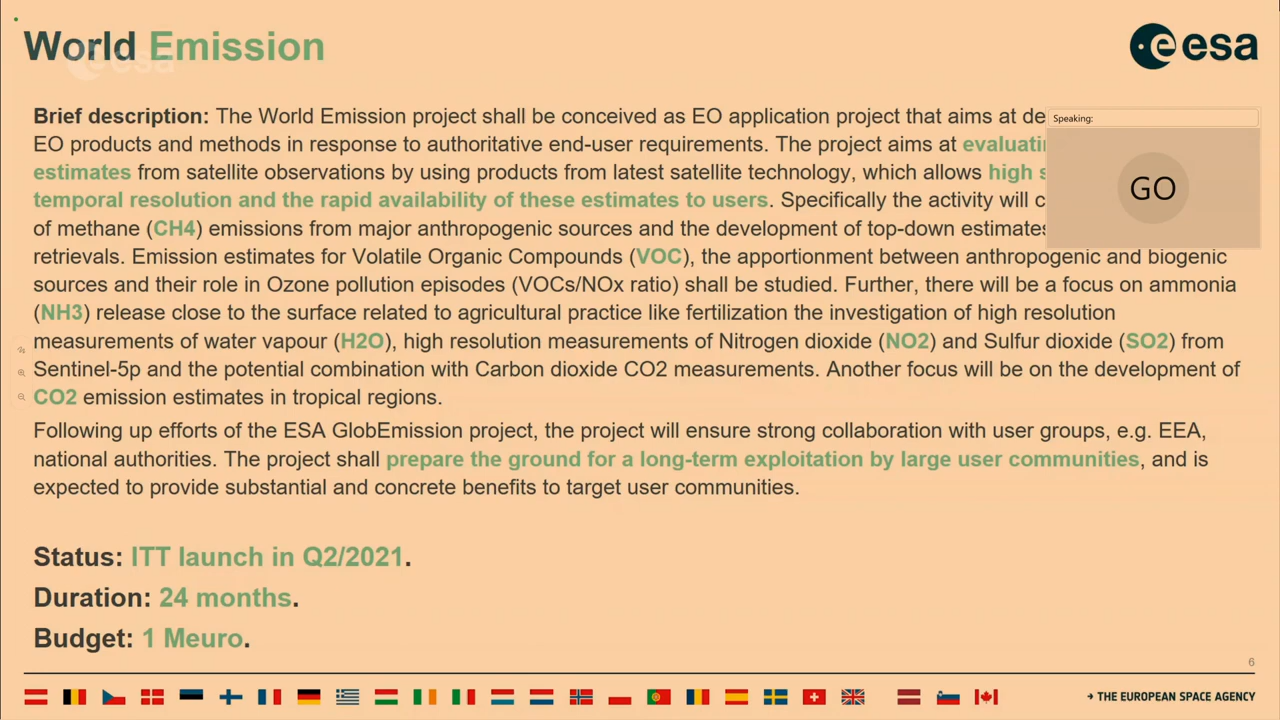 World Emission
esa
esa
Brief description: The World Emission project shall be conceived as EO application project that aims at
Speaking:
EO products and methods in response to authoritative end-user requirements. The project aims at
estimates from satellite observations by using products from latest satellite technology, which allows high
GO
temporal resolution and the rapid availability of these estimates to users. Specifically the activity will
of methane (CH4) emissions from major anthropogenic sources and the development of top-down estimates
retrievals. Emission estimates for Volatile Organic Compounds (VOC), the apportionment between anthropogenic and biogenic
sources and their role in Ozone pollution episodes (VOCs/NOx ratio) shall be studied. Further, there will be a focus on ammonia
(NH3) release close to the surface related to agricultural practice like fertilization the investigation of high resolution
measurements of water vapour (H2O), high resolution measurements of Nitrogen dioxide (NO2) and Sulfur dioxide (SO2) from
Sentinel-5p and the potential combination with Carbon dioxide CO2 measurements. Another focus will be on the development of
CO2 emission estimates in tropical regions.
Following up efforts of the ESA GlobEmission project, the project will ensure strong collaboration with user groups, e.g. EEA,
national authorities. The project shall prepare the ground for a long-term exploitation by large user communities, and is
expected to provide substantial and concrete benefits to target user communities.
Status: ITT launch in Q2/2021.
Duration: 24 months.
Budget: 1 Meuro.
6
→ THE EUROPEAN SPACE AGENCY